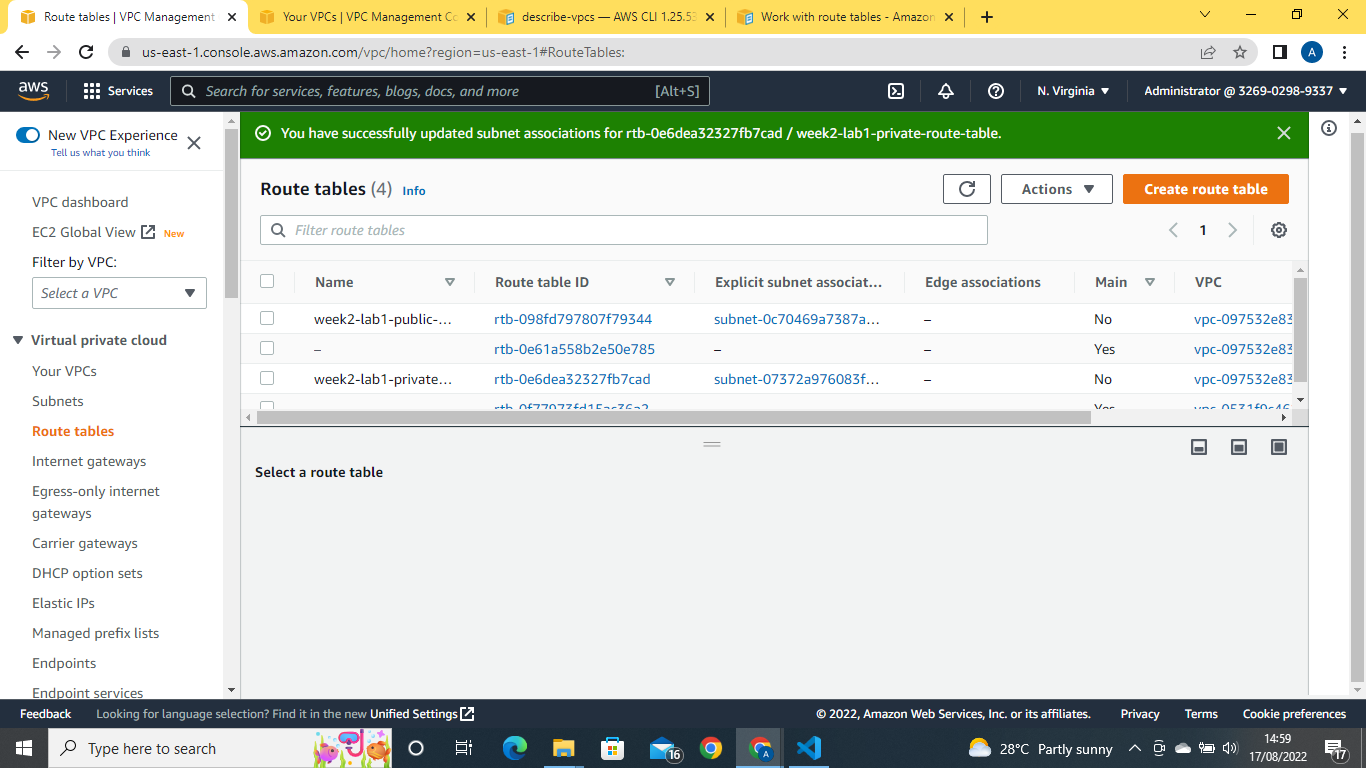 Route tables | VPC Management
Your VPCs | VPC Management Co
describe-vpcs — AWS CLI 1.25.53
Work with route tables - Amazon
us-east-1.console.aws.amazon.com/vpc/home?region=us-east-1#RouteTables:
A
aws
Services
Search for services, features, blogs, docs, and more
[Alt+S]
N. Virginia
Administrator @ 3269-0298-9337
New VPC Experience
Tell us what you think
You have successfully updated subnet associations for rtb-0e6dea32327fb7cad / week2-lab1-private-route-table.
VPC dashboard
EC2 Global View New
Filter by VPC:
Select a VPC
Virtual private cloud
Your VPCs
Subnets
Route tables
Internet gateways
Egress-only internet
gateways
Carrier gateways
DHCP option sets
Elastic IPs
Managed prefix lists
Endpoints
Endpoint services
Route tables (4) Info
Actions
Create route table
Filter route tables
1
Name Route table ID Explicit subnet associat... Edge associations Main VPC
week2-lab1-public-... rtb-098fd797807f79344 subnet-0c70469a7387a... – No vpc-097532e83
– rtb-0e61a558b2e50e785 – – Yes vpc-097532e83
week2-lab1-private... rtb-0e6dea32327fb7cad subnet-07372a976083f... – No vpc-097532e83
rtb-0f77973fd15ac36a2 Yes vpc-0531f9c46
Select a route table
Feedback
Looking for language selection? Find it in the new Unified Settings
© 2022, Amazon Web Services, Inc. or its affiliates.
Privacy
Terms
Cookie preferences
Type here to search
16
A
28°C Partly sunny
14:59
17/08/2022
17